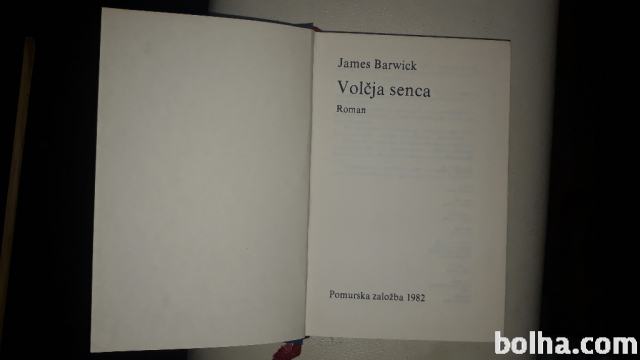 James Barwick
Volčja senca
Roman
Pomurska založba 1982
bolha.com